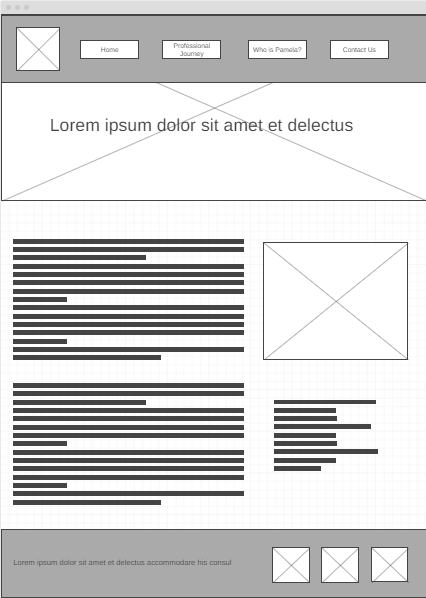 Home
Professional
Journey
Who is Pamela?
Contact Us
Lorem ipsum dolor sit amet et delectus
Lorem ipsum dolor sit amet et delectus accommodare his consul